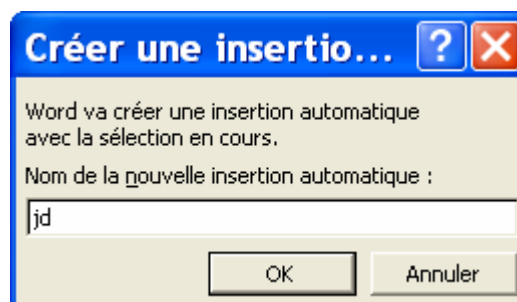 Créer une insertio...
Word va créer une insertion automatique
avec la sélection en cours.
Nom de la nouvelle insertion automatique :
jd
OK Annuler